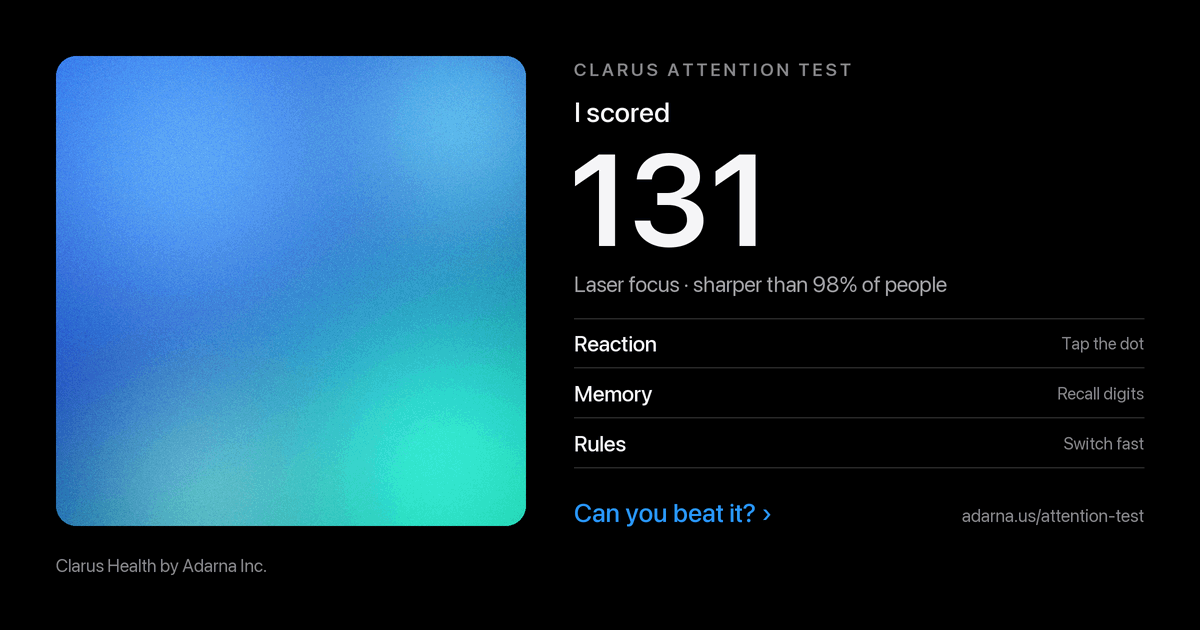 CLARUS ATTENTION TEST
I scored
131
Laser focus · sharper than 98% of people
Reaction Tap the dot
Memory Recall digits
Rules Switch fast
Can you beat it? › adarna.us/attention-test
Clarus Health by Adarna Inc.